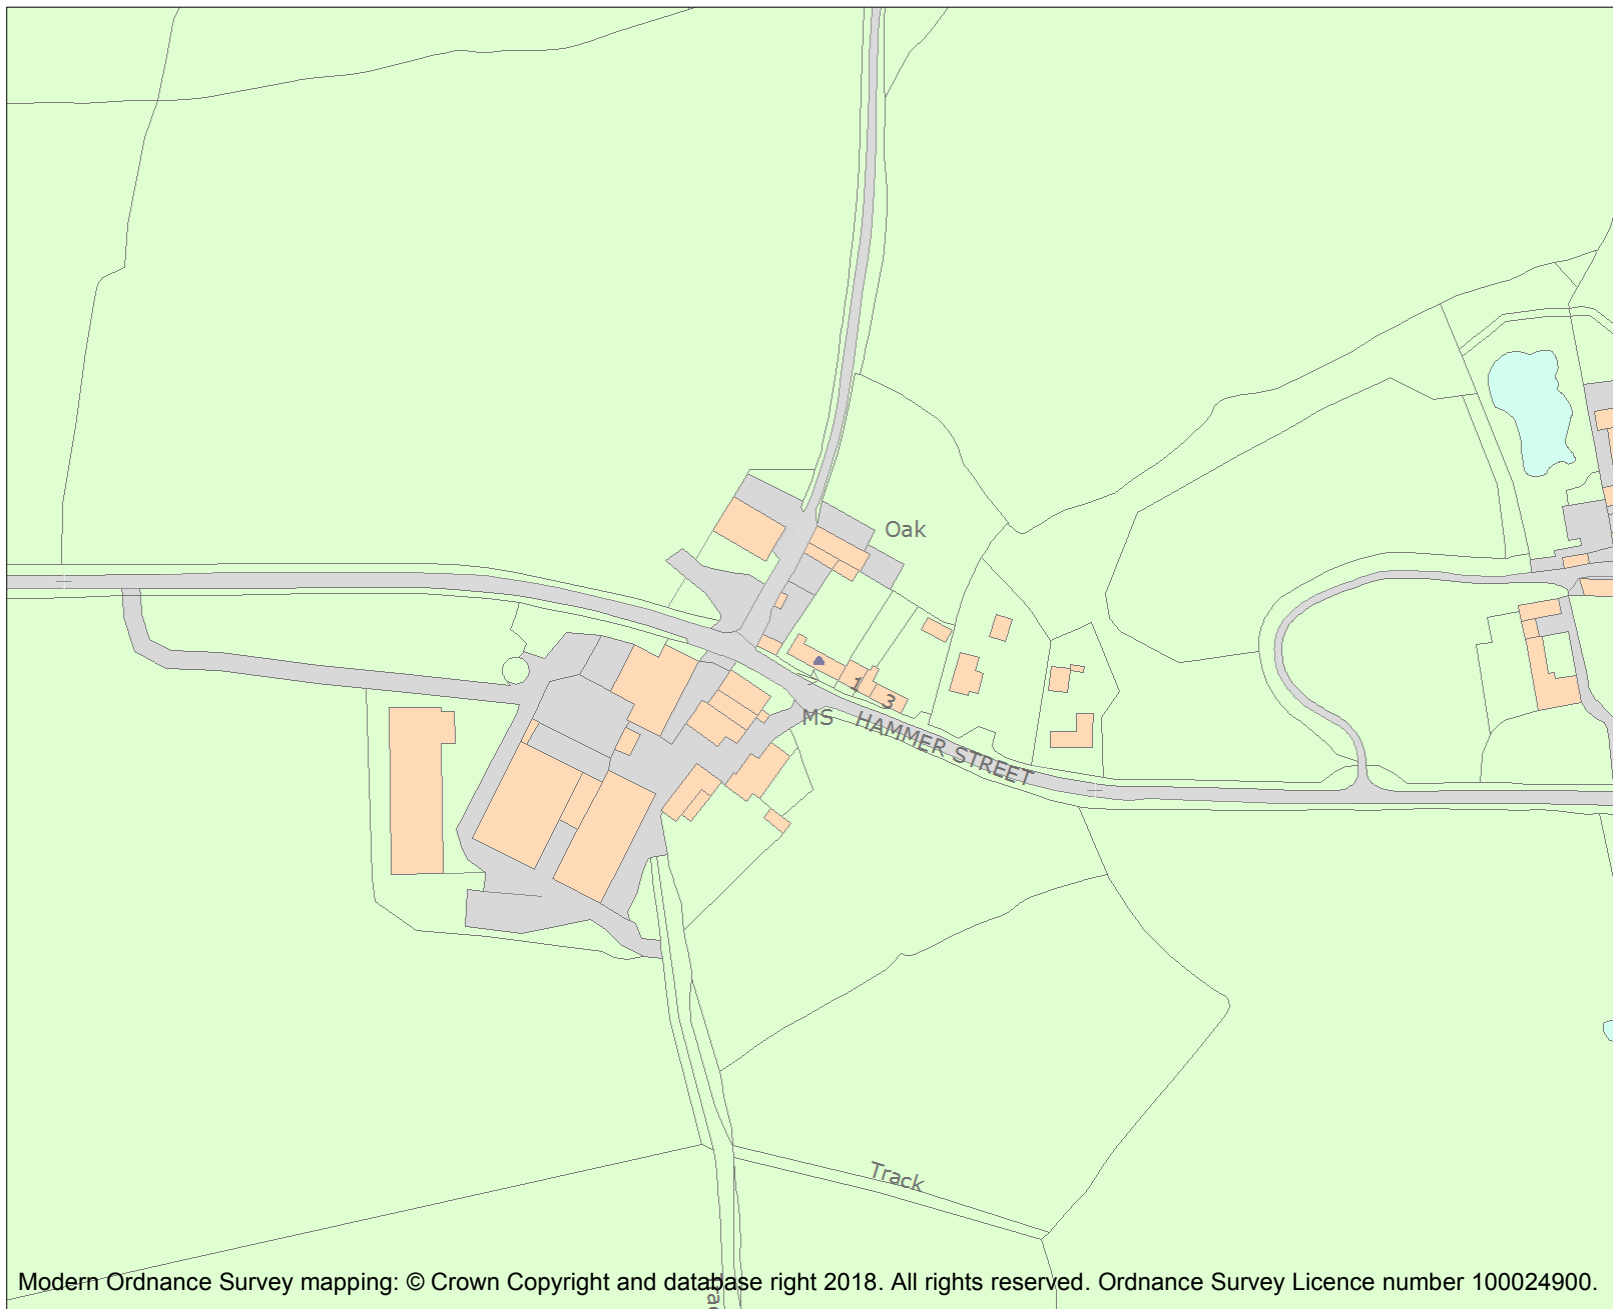 Oak
1
3
MS
HAMMER STREET
Track
Modern Ordnance Survey mapping: © Crown Copyright and database right 2018. All rights reserved. Ordnance Survey Licence number 100024900.